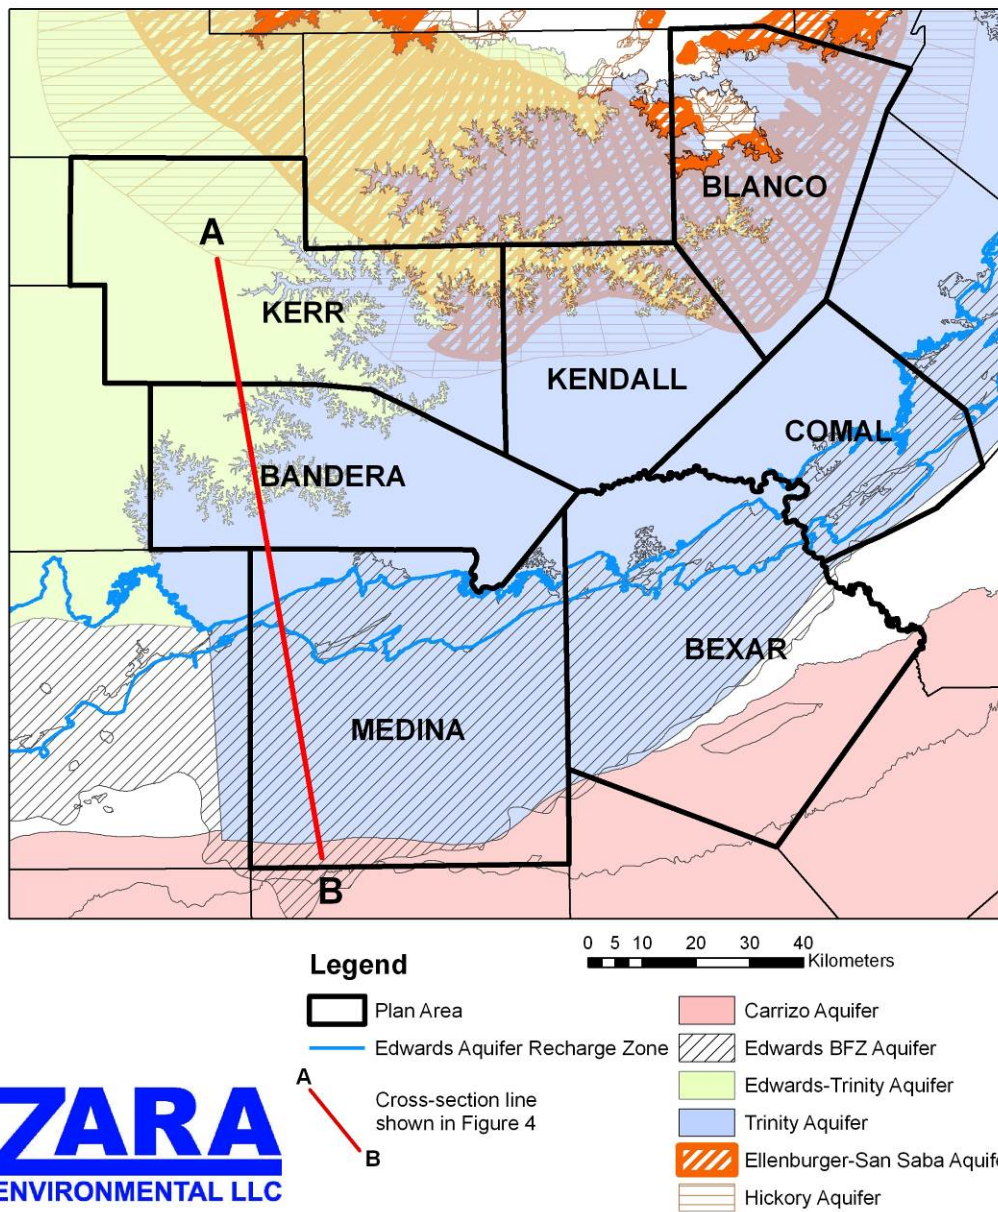 BLANCO
A
KERR
KENDALL
COMAL
BANDERA
BEXAR
MEDINA
B
0 5 10 20 30 40
Kilometers
Legend
Plan Area
Edwards Aquifer Recharge Zone
A
Cross-section line
shown in Figure 4
B
Carrizo Aquifer
Edwards BFZ Aquifer
Edwards-Trinity Aquifer
Trinity Aquifer
Ellenburger-San Saba Aquife
Hickory Aquifer
ZARA
ENVIRONMENTAL LLC